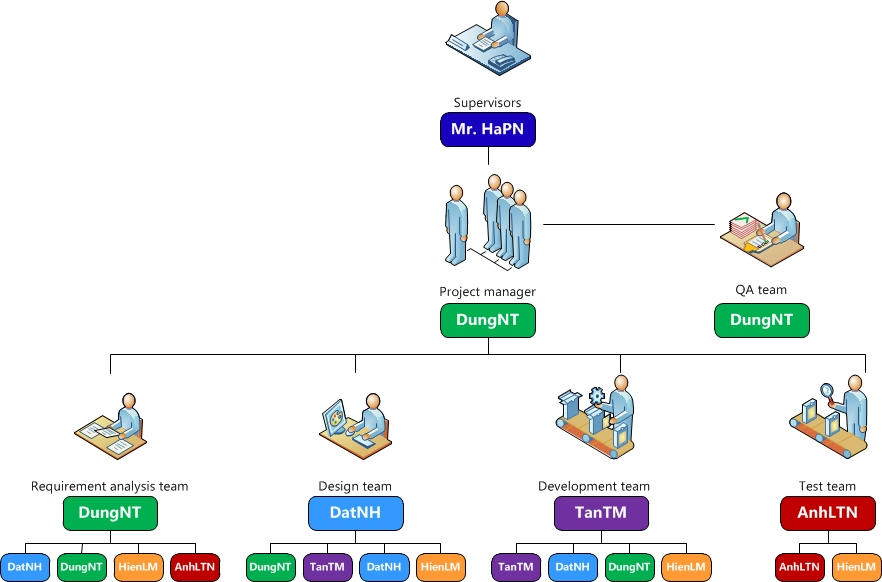 Supervisors
Mr. HaPN
Project manager
DungNT
QA team
DungNT
Requirement analysis team
DungNT
Design team
DatNH
Development team
TanTM
Test team
AnhLTN
DatNH
DungNT
HienLM
AnhLTN
DungNT
TanTM
DatNH
HienLM
TanTM
DatNH
DungNT
HienLM
AnhLTN
HienLM